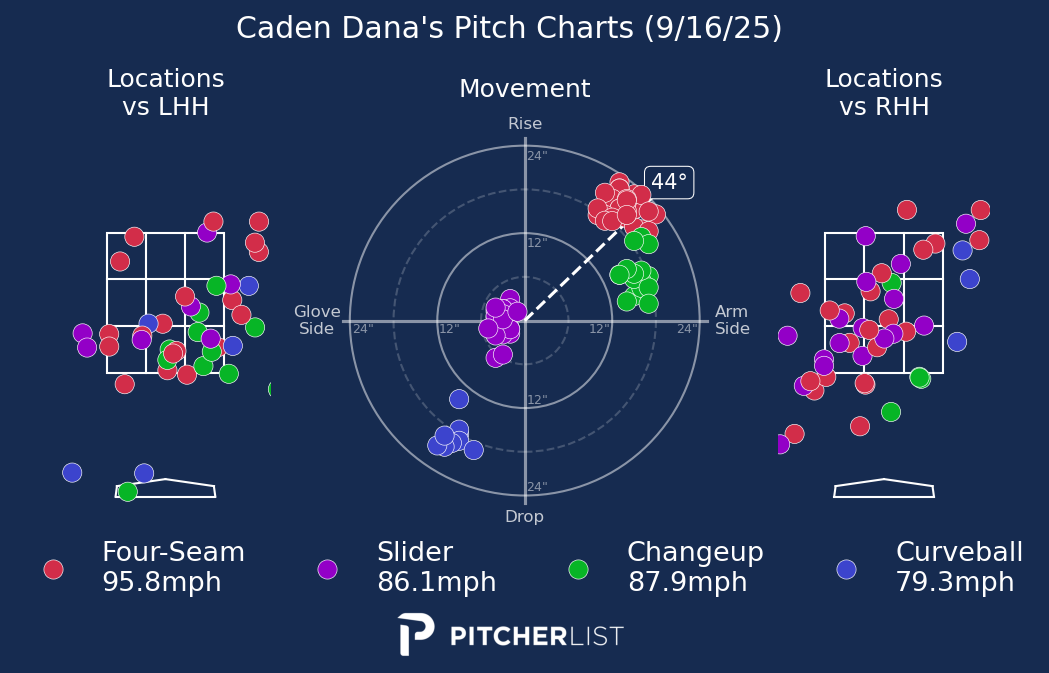 Caden Dana's Pitch Charts (9/16/25)
Locations
vs LHH
Movement
Locations
vs RHH
Rise
24"
44°
12"
Glove
Side
24"
12"
12"
24"
Arm
Side
12"
24"
Drop
Four-Seam
95.8mph
Slider
86.1mph
Changeup
87.9mph
Curveball
79.3mph
PITCHERLIST